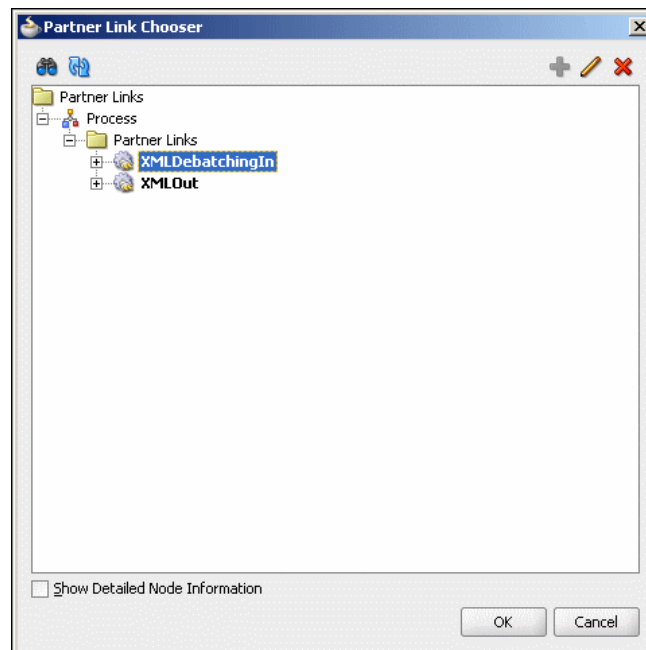 Partner Link Chooser
Partner Links
Process
Partner Links
XMLDebatchingIn
XMLOut
Show Detailed Node Information
OK
Cancel